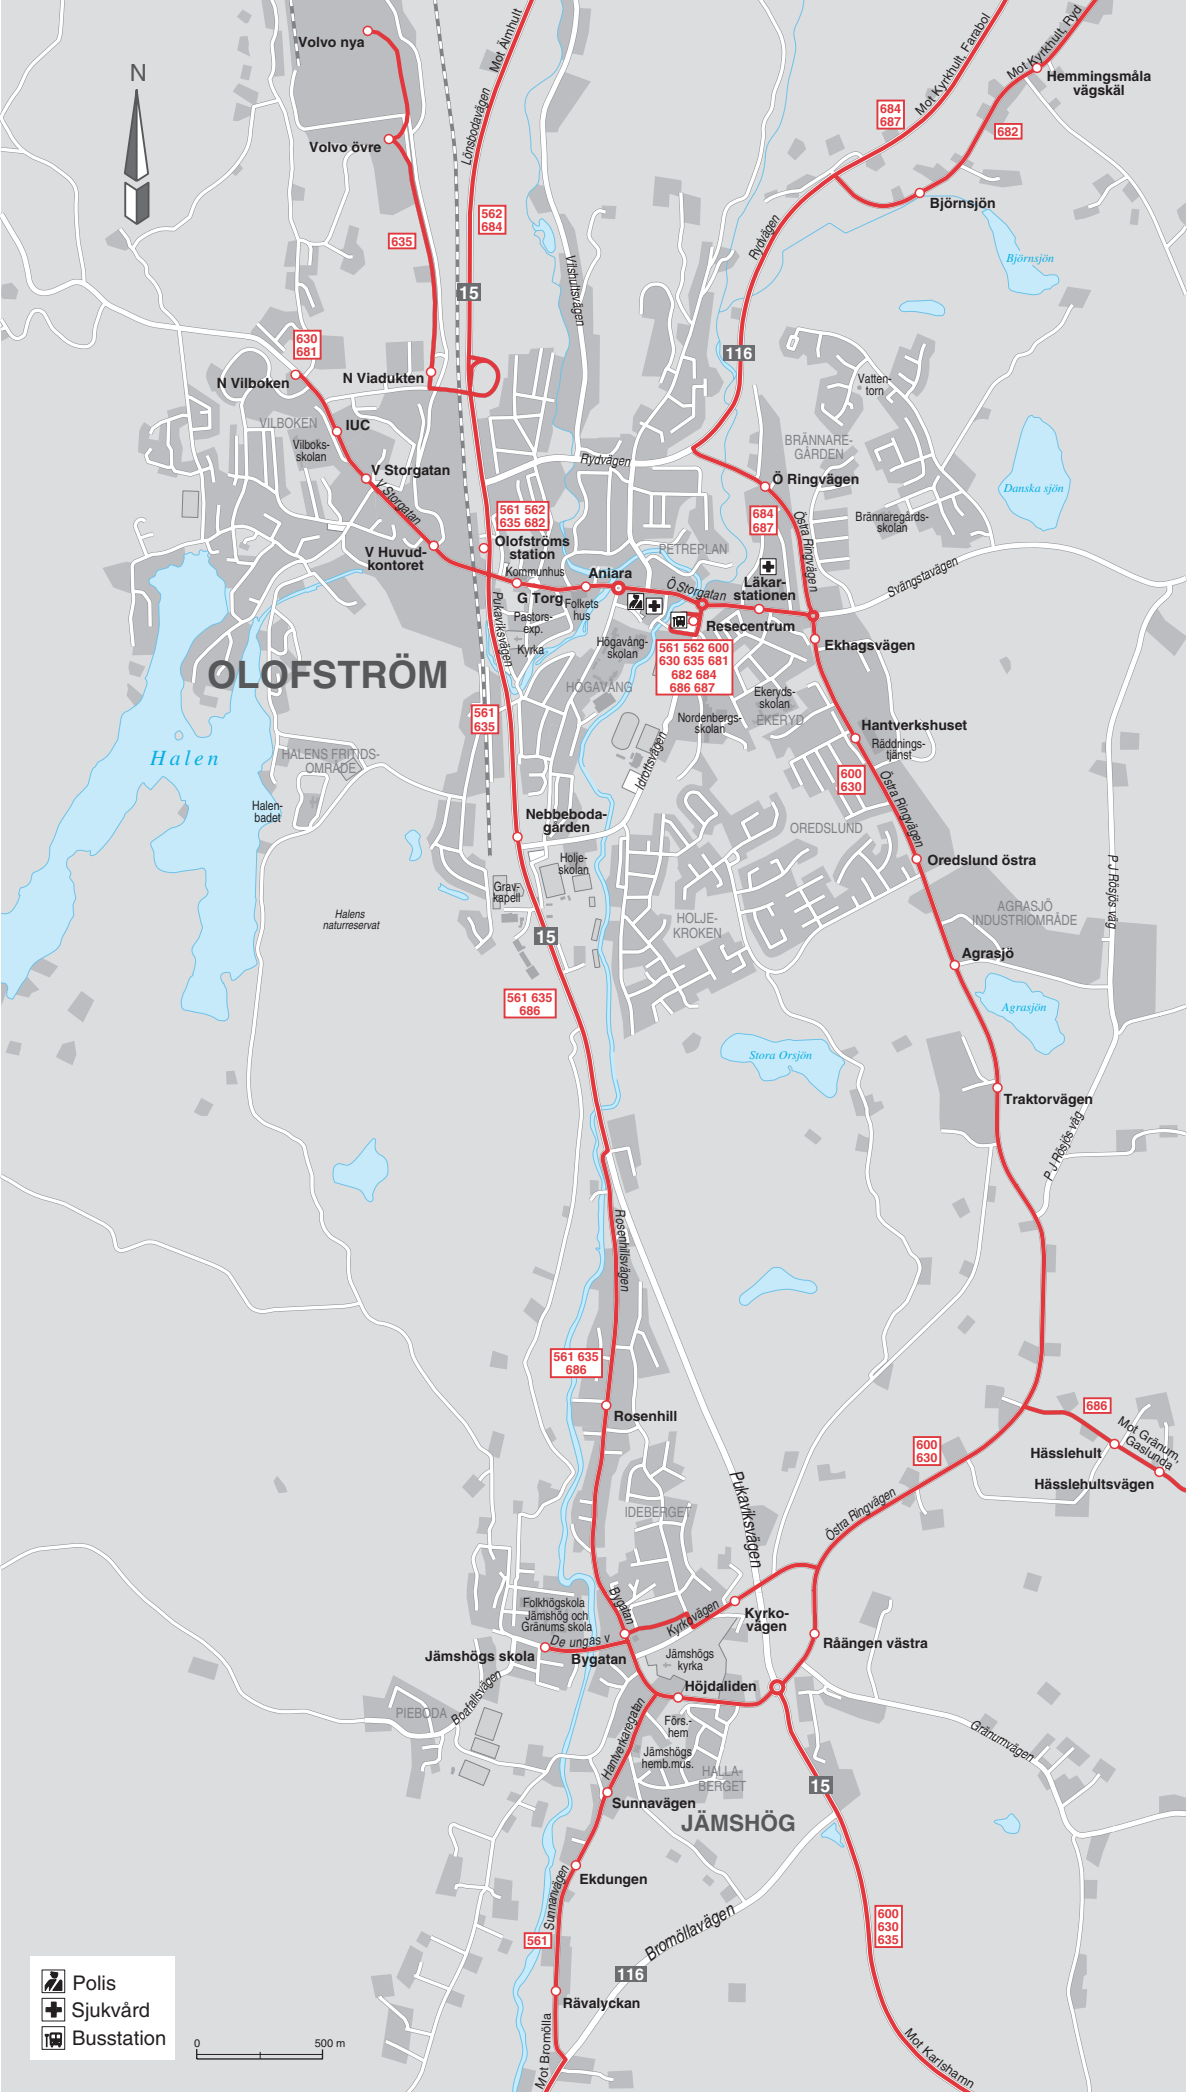 Volvo nya
N
Volvo övre
Mot Älmhult
Lönsbodavägen
Mot Kyrkhult, Farabol
Mot Kyrkhult, Ryd
Hemmingsmåla
vägskäl
684
687
682
Björnsjön
562
684
635
Rydvägen
Björnsjön
Vilshultsvägen
15
630
681
116
N Vilboken
N Viadukten
Vatten-
torn
VILBOKEN
IUC
Vilboks-
skolan
BRÄNNARE-
GÅRDEN
V Storgatan
Rydvägen
Ö Ringvägen
Danska sjön
V Storgatan
561 562
635 682
684
687
Östra Ringvägen
Brännaregårds-
skolan
V Huvud-
kontoret
Olofströms
station
PETREPLAN
Svängstavägen
Kommunhus
Aniara
Ö Storgatan
Läkar-
stationen
G Torg
Folkets
hus
Pastors-
exp.
Kyrka
Pukaviksvägen
Resecentrum
Högavång-
skolan
561 562 600
630 635 681
682 684
686 687
Ekhagsvägen
OLOFSTRÖM
HÖGAVÅNG
Ekeryds-
skolan
EKERYD
Nordenbergs-
skolan
561
635
Hantverkshuset
Räddnings-
tjänst
Halen
HALENS FRITIDS-
OMRÅDE
Idrottsvägen
600
630
Östra Ringvägen
Halen-
badet
Nebbeboda-
gården
OREDSLUND
Oredslund östra
Holje-
skolan
P J Rösjös väg
Grav-
kapell
Halens
naturreservat
HOLJE-
KROKEN
AGRASJÖ
INDUSTRIOMRÅDE
15
Agrasjö
561 635
686
Agrasjön
Stora Orsjön
Traktorvägen
P J Rösjös väg
Rosenhillsvägen
561 635
686
Rosenhill
686
Mot Gränum,
Gaslunda
Hässlehult
Hässlehultsvägen
600
630
Pukaviksvägen
Östra Ringvägen
IDEBERGET
Folkhögskola
Jämshög och
Gränums skola
Bygatan
Kyrkovägen
Kyrko-
vägen
De ungas v
Jämshögs skola
Bygatan
Jämshögs
kyrka
Råängen västra
Höjdaliden
Boafallsvägen
PIEBODA
Hantverkaregatan
Förs.-
hem
Jämshögs
hemb.mus.
HALLA-
BERGET
Gränumvägen
15
Sunnavägen
JÄMSHÖG
Ekdungen
Sunnanvägen
561
Bromöllavägen
600
630
635
116
Rävalyckan
Mot Bromölla
Mot Karlshamn
Polis
Sjukvård
Busstation
0
500 m